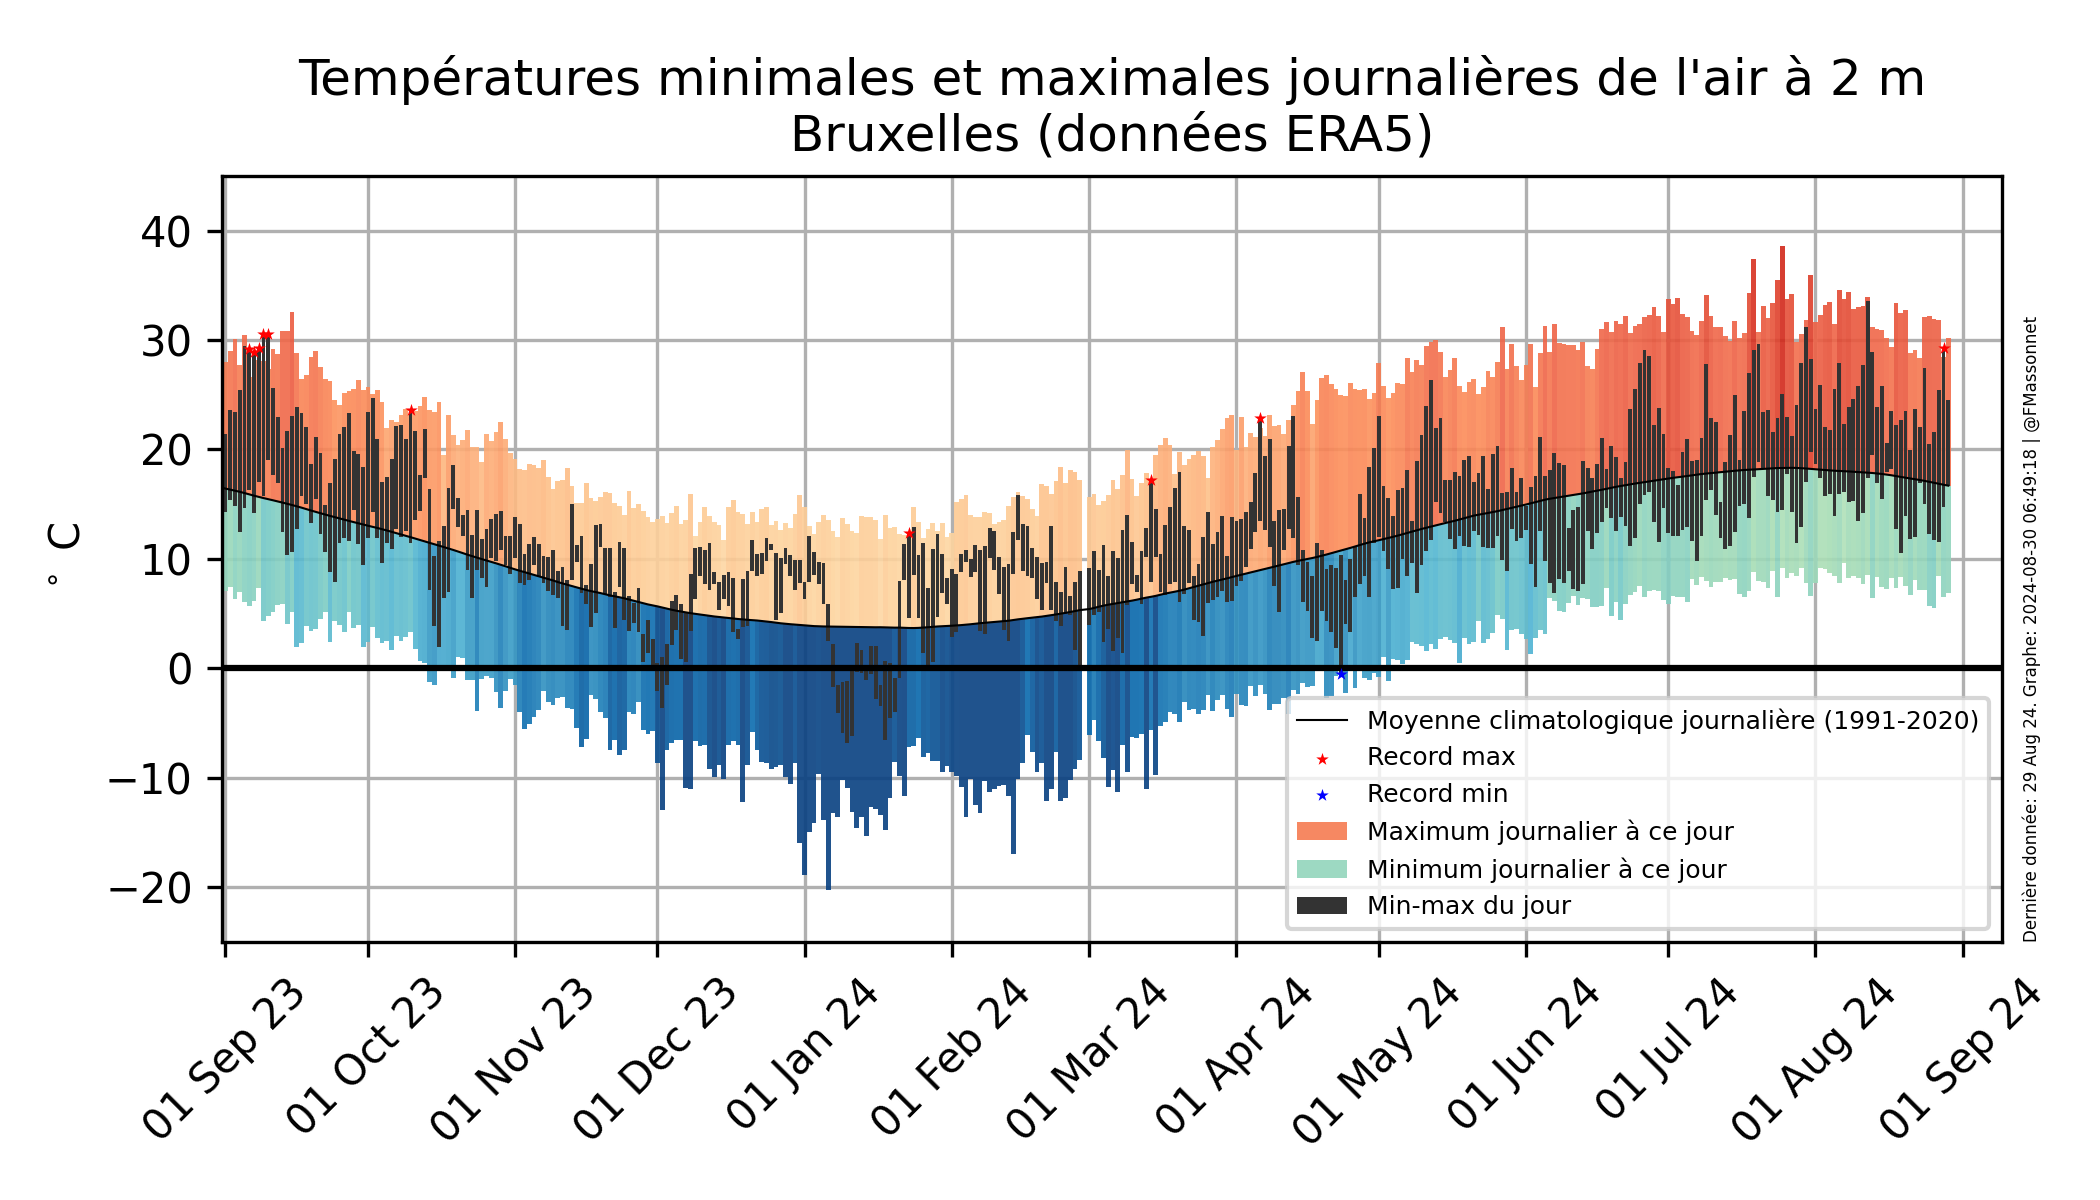 Températures minimales et maximales journalières de l'air à 2 m
Bruxelles (données ERA5)
° C
40
30
20
10
0
−10
−20
Moyenne climatologique journalière (1991-2020)
Record max
Record min
Maximum journalier à ce jour
Minimum journalier à ce jour
Min-max du jour
01 Sep 23
01 Oct 23
01 Nov 23
01 Dec 23
01 Jan 24
01 Feb 24
01 Mar 24
01 Apr 24
01 May 24
01 Jun 24
01 Jul 24
01 Aug 24
01 Sep 24
Dernière donnée: 29 Aug 24. Graphe: 2024-08-30 06:49:18 | @FMassonnet